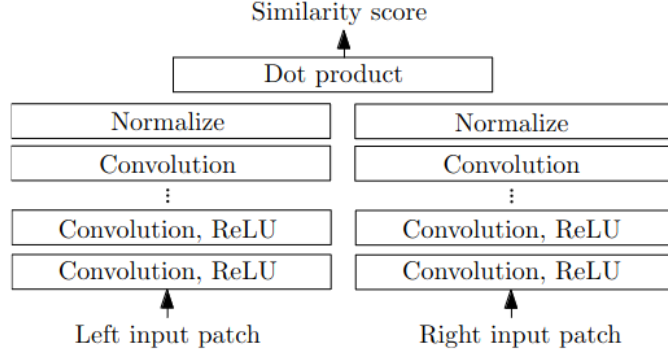 Similarity score
Dot product
Normalize Normalize
Convolution Convolution
Convolution, ReLU Convolution, ReLU
Convolution, ReLU Convolution, ReLU
Left input patch Right input patch